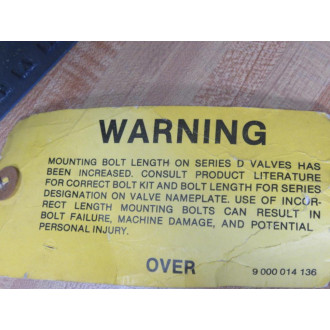 WARNING
MOUNTING BOLT LENGTH ON SERIES D VALVES HAS
BEEN INCREASED. CONSULT PRODUCT LITERATURE
FOR CORRECT BOLT KIT AND BOLT LENGTH FOR SERIES
DESIGNATION ON VALVE NAMEPLATE. USE OF INCOR-
RECT LENGTH MOUNTING BOLTS CAN RESULT IN
BOLT FAILURE, MACHINE DAMAGE, AND POTENTIAL
PERSONAL INJURY.
OVER
9 000 014 136